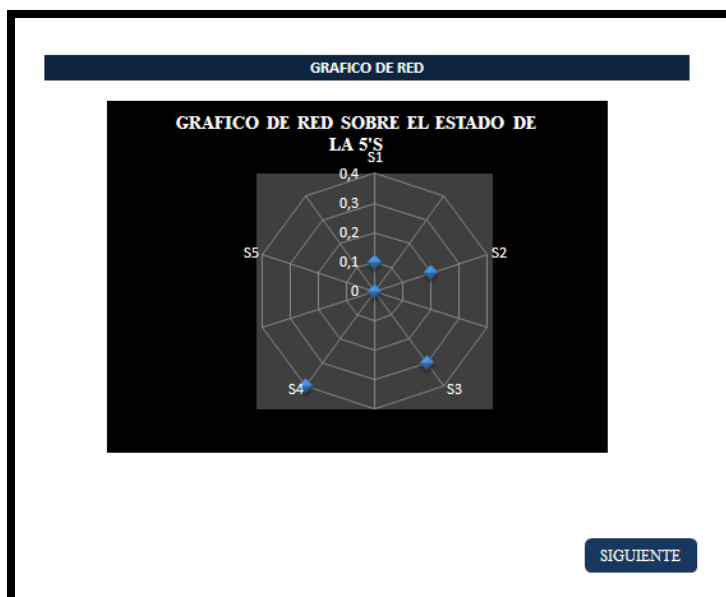 GRAFICO DE RED
GRAFICO DE RED SOBRE EL ESTADO DE
LA 5'S
S1
0,4
0,3
0,2
S5
S2
0,1
0
S4
S3
SIGUIENTE